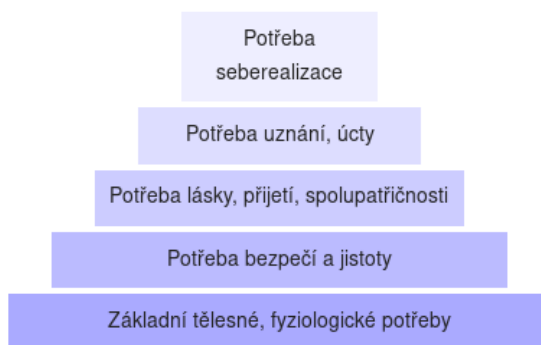 Potřeba
seberealizace
Potřeba uznání, úcty
Potřeba lásky, přijetí, spolupatřičnosti
Potřeba bezpečí a jistoty
Základní tělesné, fyziologické potřeby